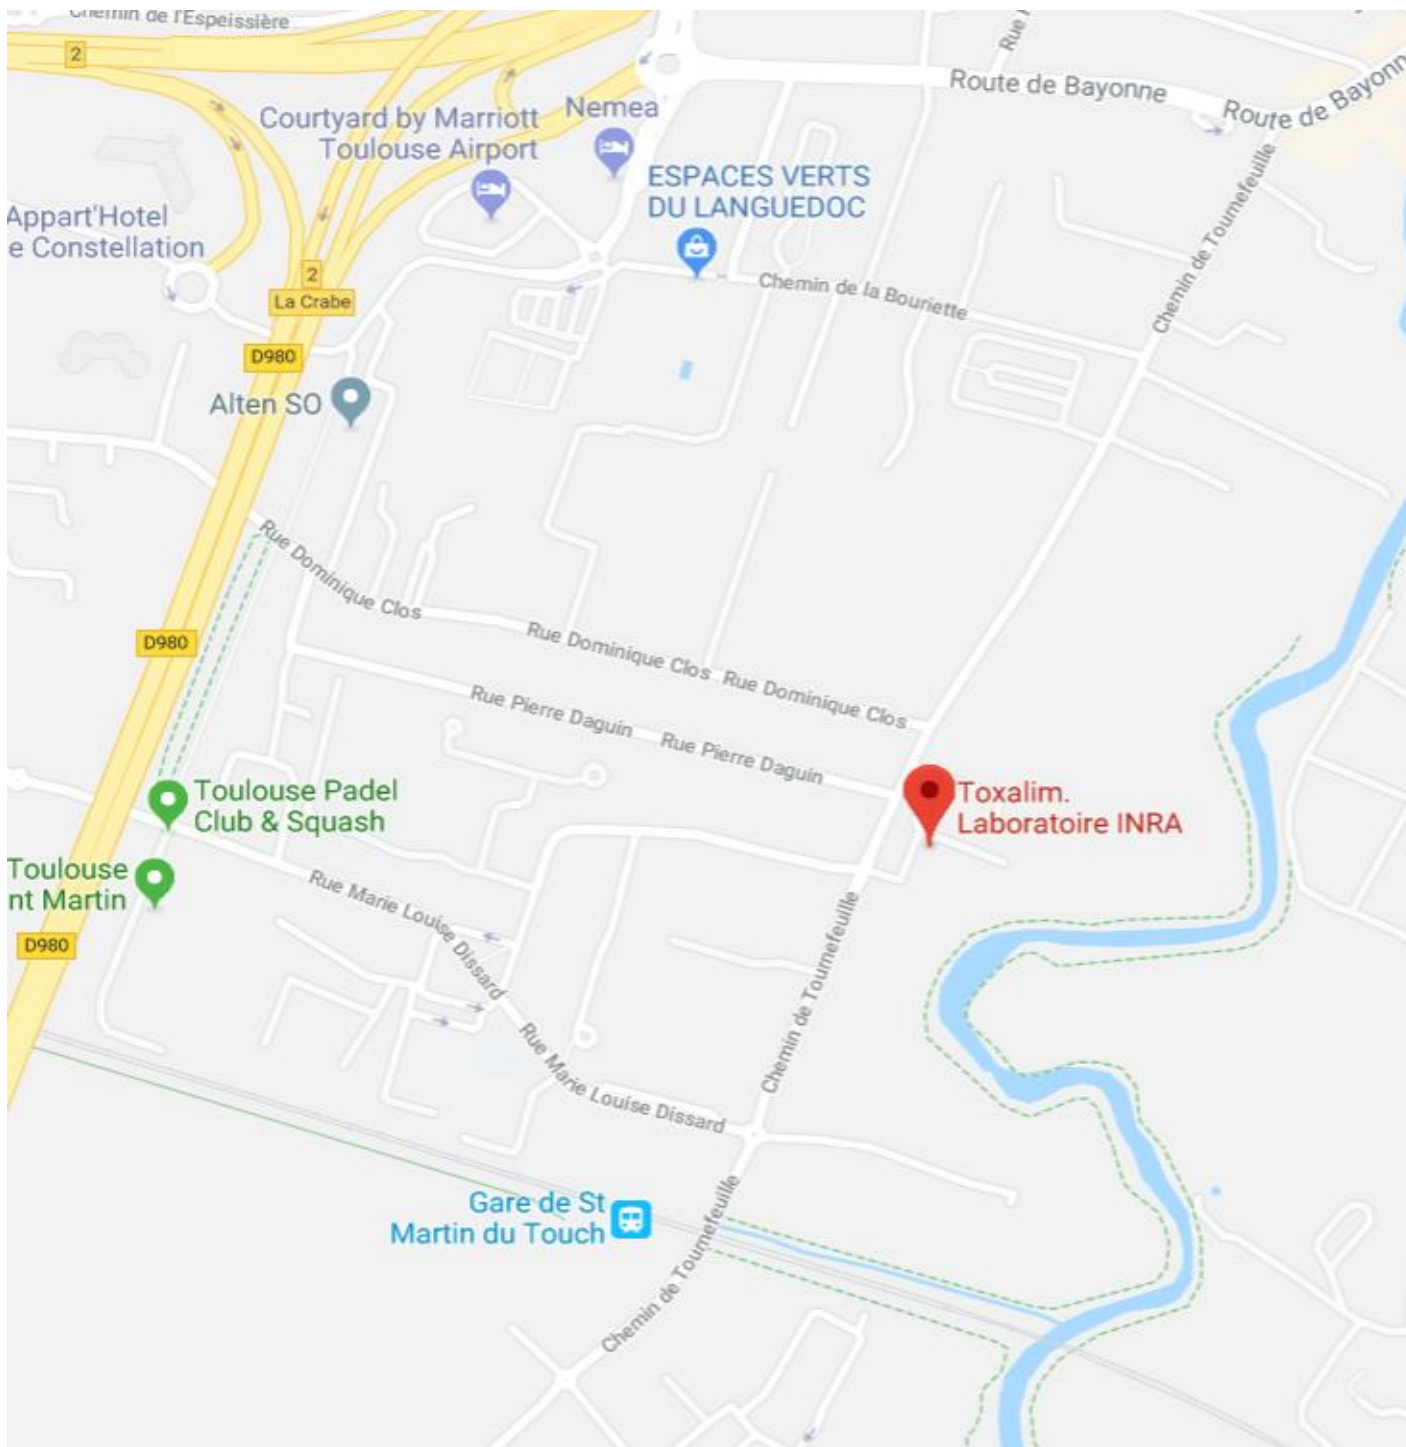 Chemin de l'Espeissière
2
Route de Bayonne
Route de Bayonn
Rue
Courtyard by Marriott
Toulouse Airport
Nemea
ESPACES VERTS
DU LANGUEDOC
Appart'Hotel
e Constellation
2
La Crabe
Chemin de la Bouriette
Chemin de Tournefeuille
D980
Alten SO
Rue Dominique Clos
Rue Dominique Clos
Rue Dominique Clos
D980
Rue Pierre Daguin
Rue Pierre Daguin
Toulouse Padel
Club & Squash
Toxalim.
Laboratoire INRA
Toulouse
nt Martin
Rue Marie Louise Dissard
Chemin de Tournefeuille
D980
Rue Marie Louise Dissard
Gare de St
Martin du Touch
Chemin de Tournefeuille